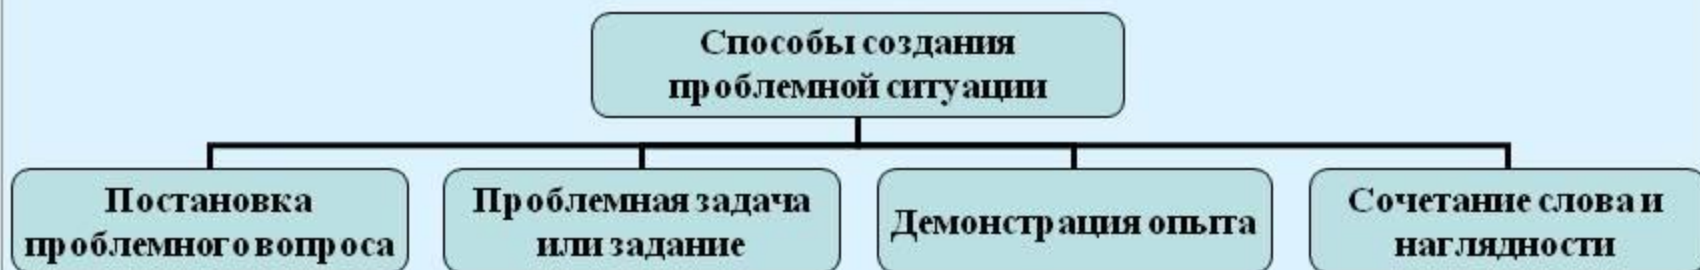 Способы создания
проблемной ситуации
Постановка
проблемного вопроса
Проблемная задача
или задание
Демонстрация опыта
Сочетание слова и
наглядности